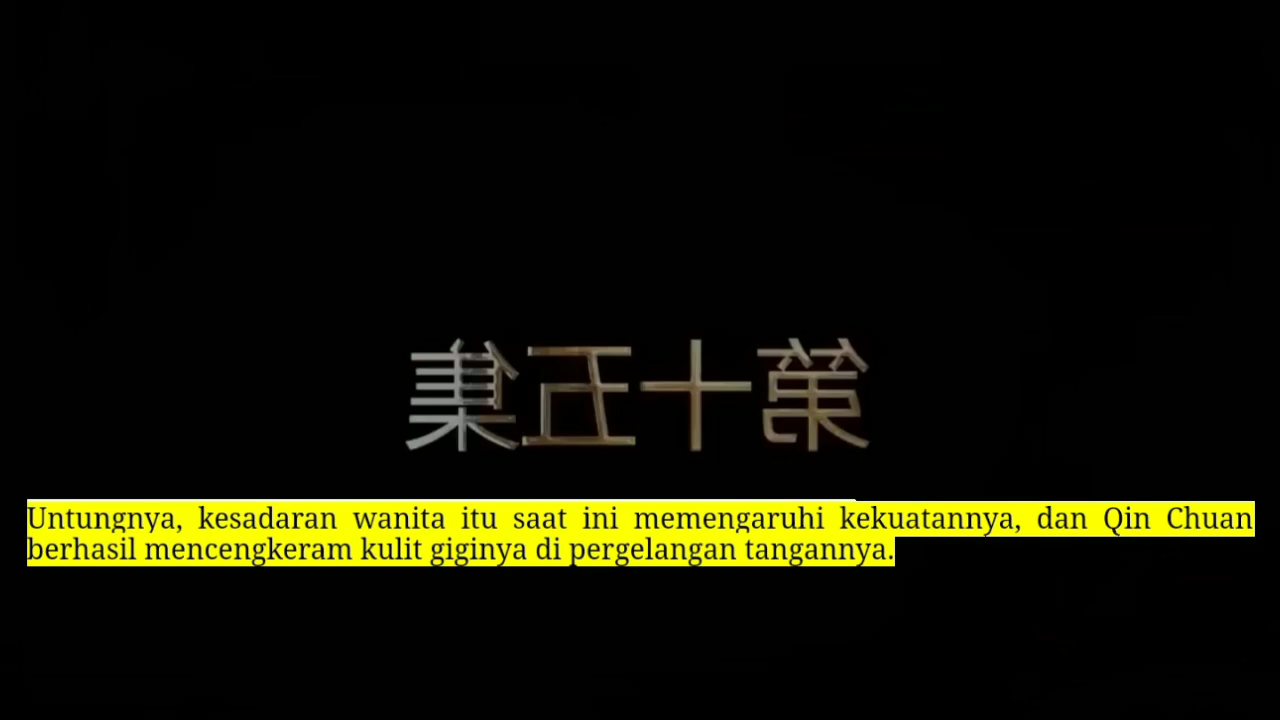 第十五集
Untungnya, kesadaran wanita itu saat ini memengaruhi kekuatannya, dan Qin Chuan
berhasil mencengkeram kulit giginya di pergelangan tangannya.